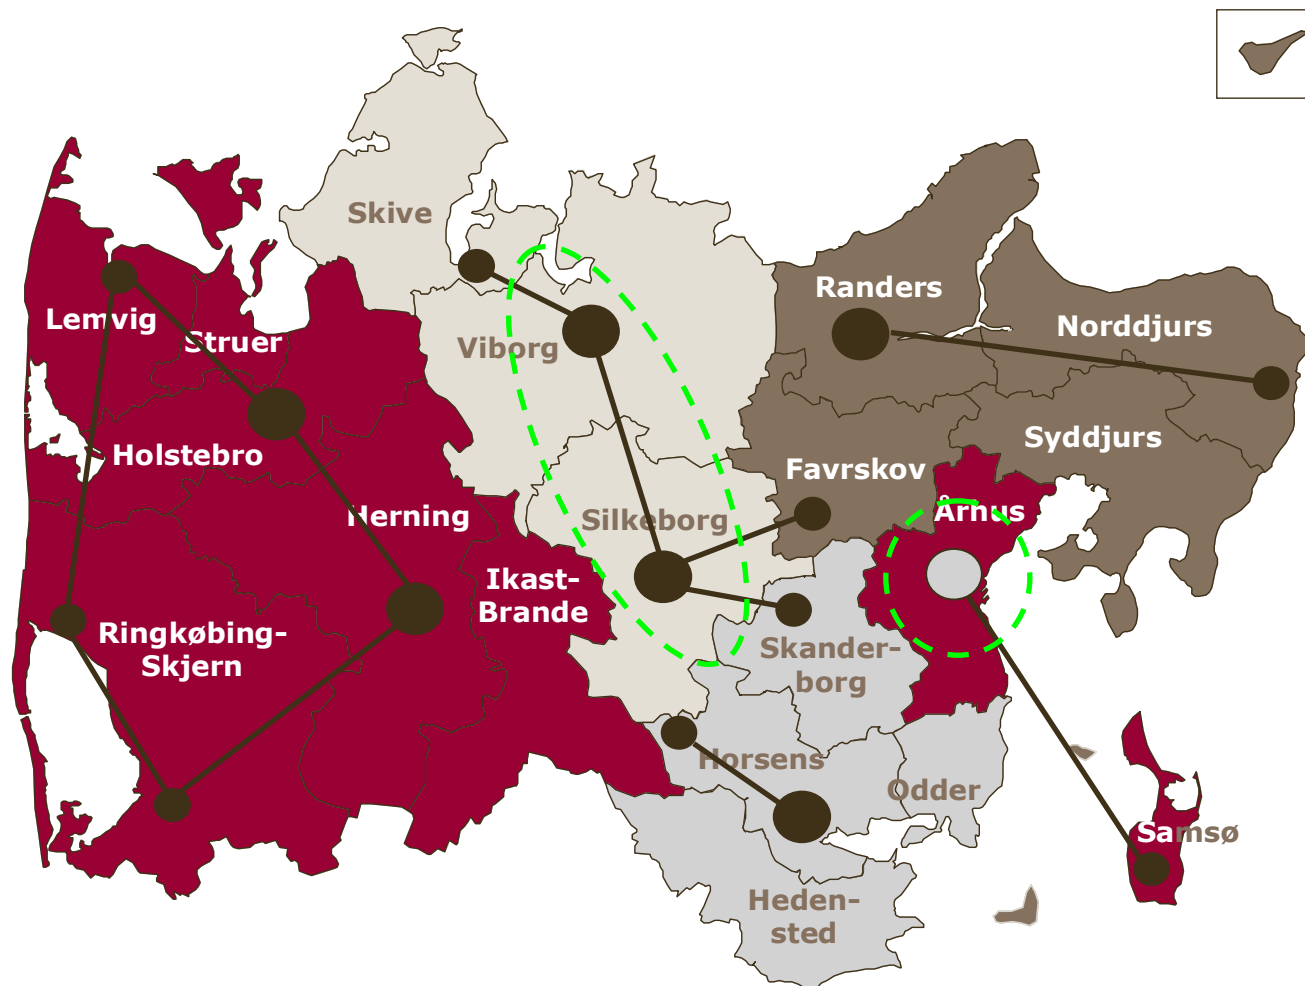 Skive
Randers
Lemvig
Norddjurs
Struer
Viborg
Syddjurs
Holstebro
Favrskov
Århus
Herning
Silkeborg
Ikast-
Brande
Ringkøbing-
Skjern
Skander-
borg
Horsens
Odder
Samsø
Heden-
sted